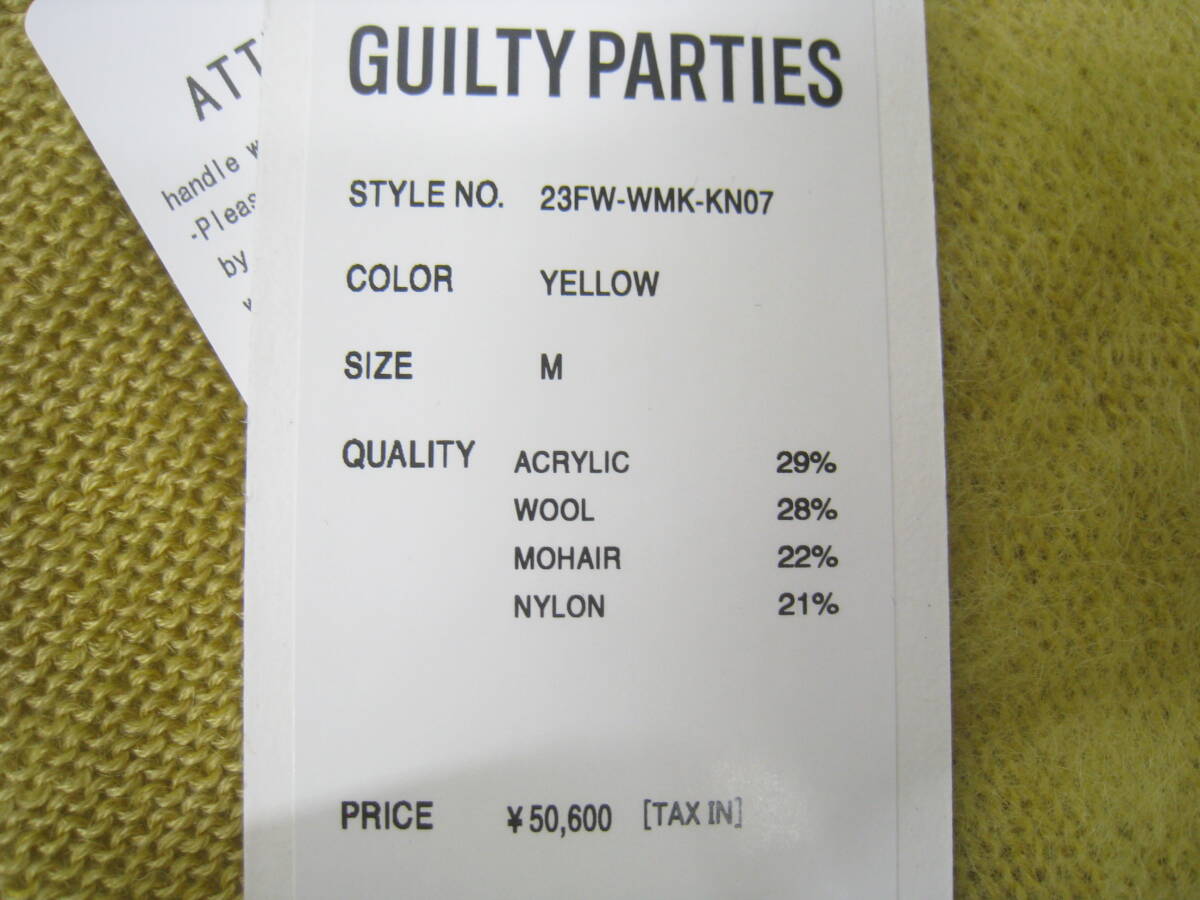 ATT
handle
-Pleas
by
GUILTY PARTIES
STYLE NO. 23FW-WMK-KN07
COLOR YELLOW
SIZE M
QUALITY ACRYLIC 29%
WOOL 28%
MOHAIR 22%
NYLON 21%
PRICE ¥50,600 [TAX IN]